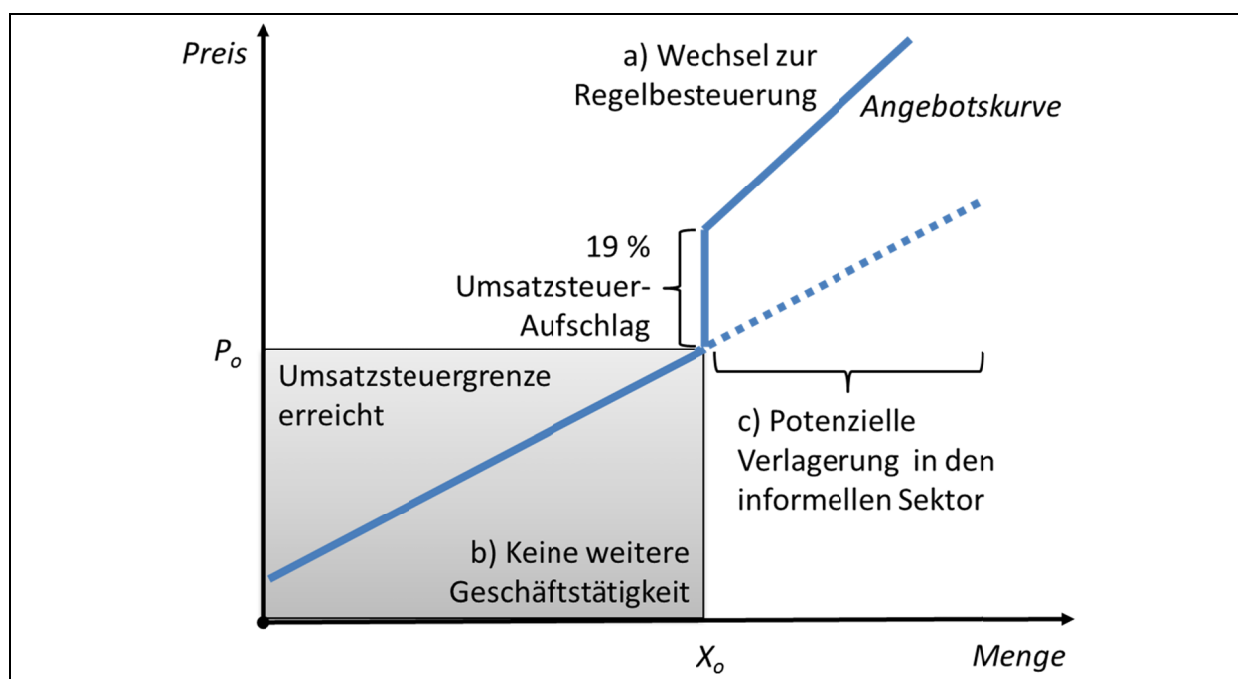 Preis
a) Wechsel zur
Regelbesteuerung
Angebotskurve
19 %
Umsatzsteuer-
Aufschlag
Po
Umsatzsteuergrenze
erreicht
c) Potenzielle
Verlagerung in den
informellen Sektor
b) Keine weitere
Geschäftstätigkeit
Xo
Menge